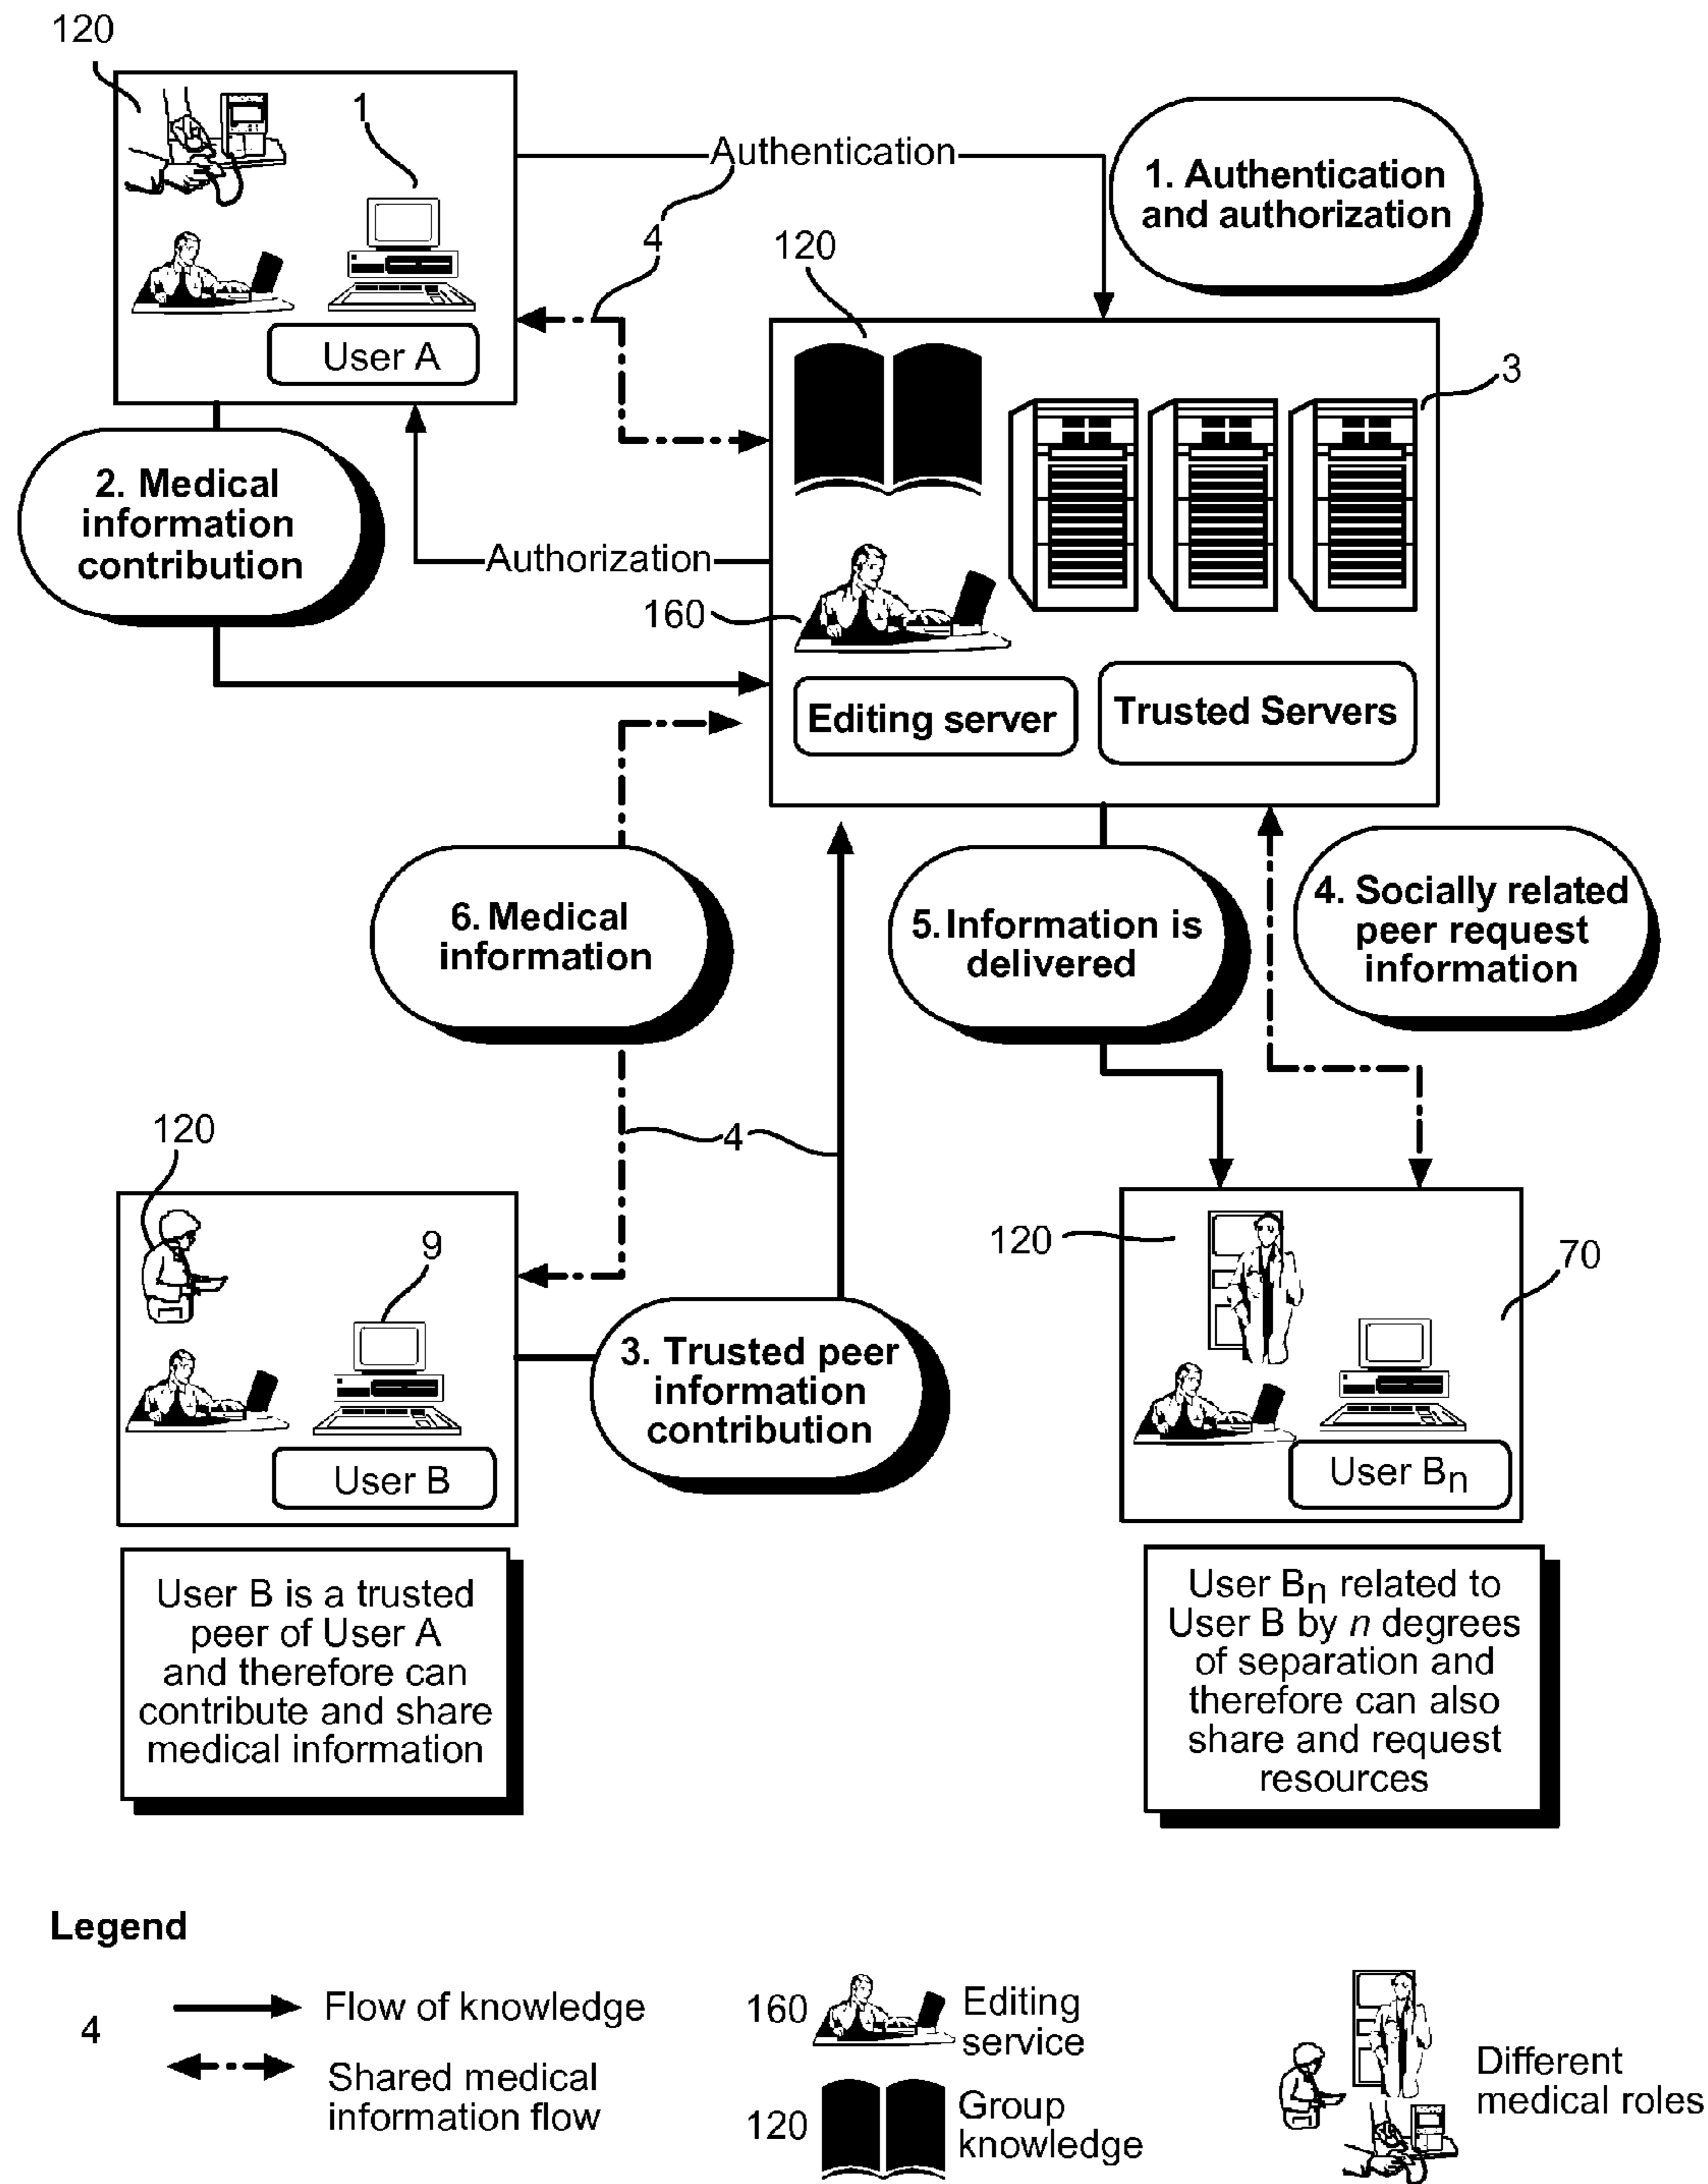 120
1
Authentication
1. Authentication
and authorization
4
120
3
User A
2. Medical
information
contribution
Authorization
160
Editing server
Trusted Servers
6. Medical
information
5. Information is
delivered
4. Socially related
peer request
information
4
120
9
120
70
3. Trusted peer
information
contribution
User B
User Bn
User B is a trusted
peer of User A
and therefore can
contribute and share
medical information
User Bn related to
User B by n degrees
of separation and
therefore can also
share and request
resources
Legend
4
Flow of knowledge
Shared medical
information flow
160
Editing
service
120
Group
knowledge
Different
medical roles